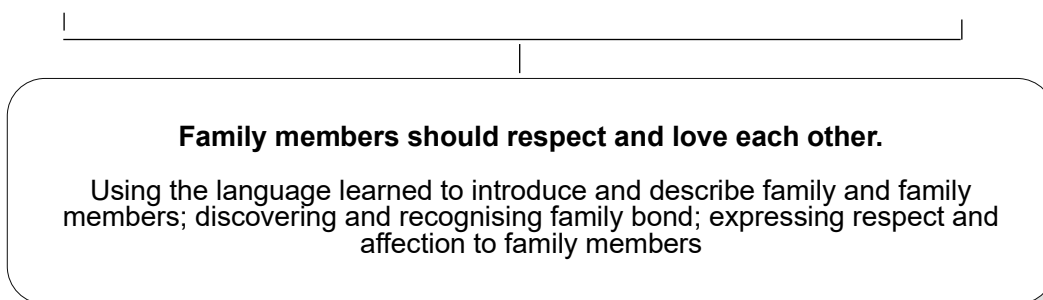 Family members should respect and love each other.
Using the language learned to introduce and describe family and family
members; discovering and recognising family bond; expressing respect and
affection to family members